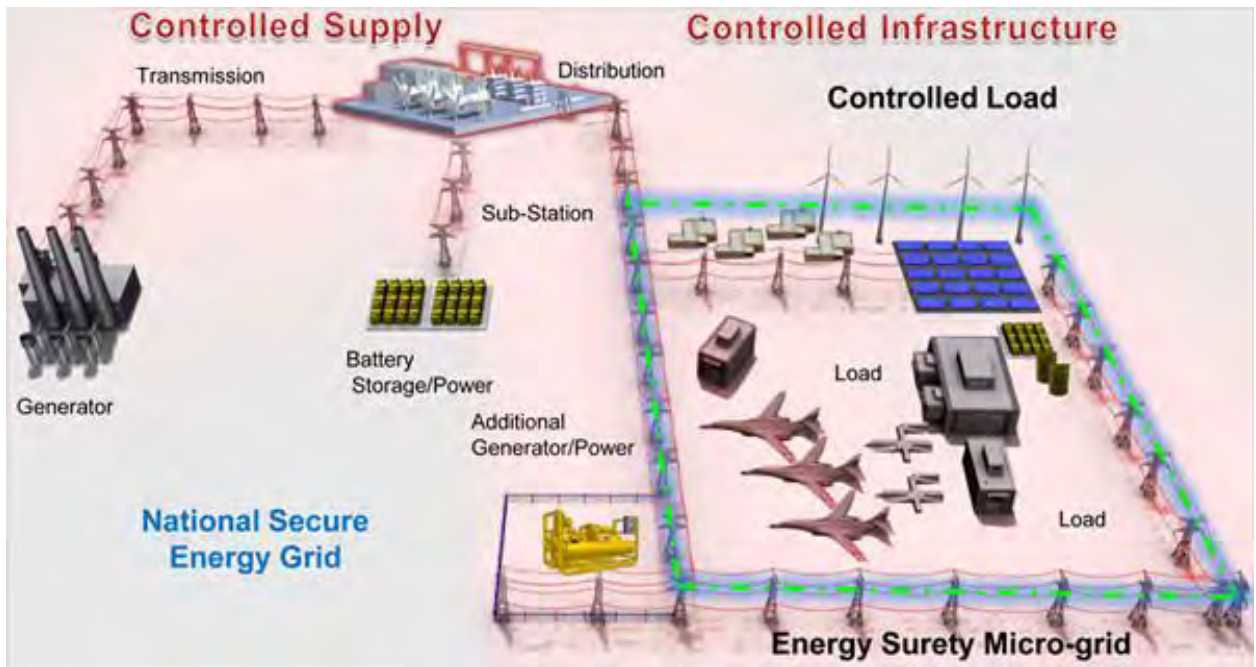 Controlled Supply
Controlled Infrastructure
Transmission
Distribution
Controlled Load
Sub-Station
Battery
Storage/Power
Load
Generator
Additional
Generator/Power
National Secure
Energy Grid
Load
Energy Surety Micro-grid